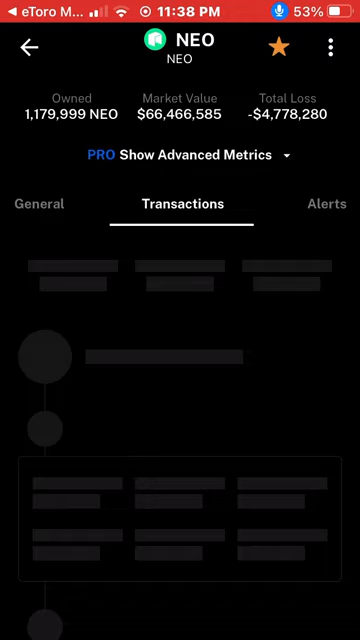 11:38 PM
◀ eToro M...
53%
NEO
NEO
Owned
Market Value
Total Loss
1,179,999 NEO
$66,466,585
-$4,778,280
PRO Show Advanced Metrics
General
Transactions
Alerts